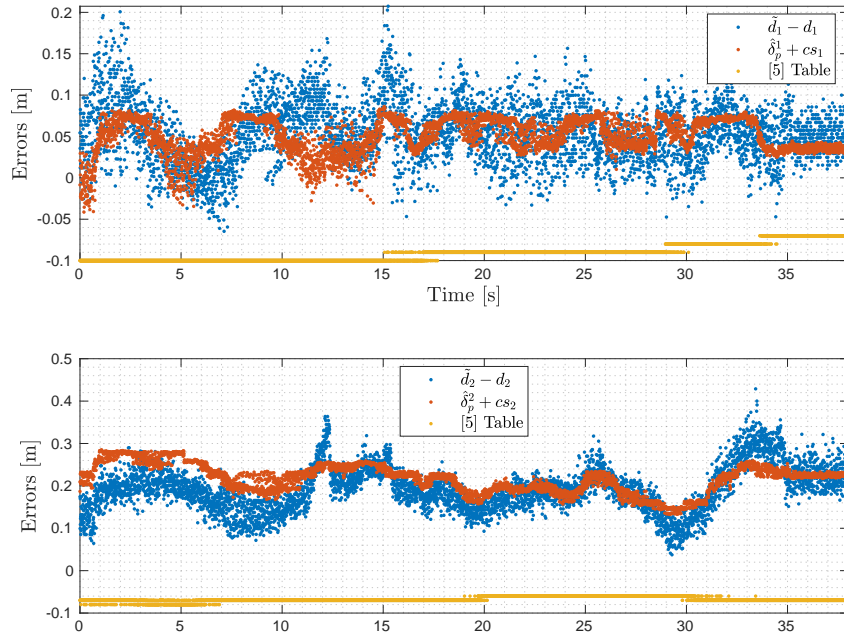 0.2
0.15
0.1
0.05
0
-0.05
-0.1
Errors [m]
d̃₁ − d₁
δ̂ₚ¹ + cs₁
[5] Table
0 5 10 15 20 25 30 35
Time [s]
0.5
0.4
0.3
0.2
0.1
0
-0.1
Errors [m]
d̃₂ − d₂
δ̂ₚ² + cs₂
[5] Table
0 5 10 15 20 25 30 35